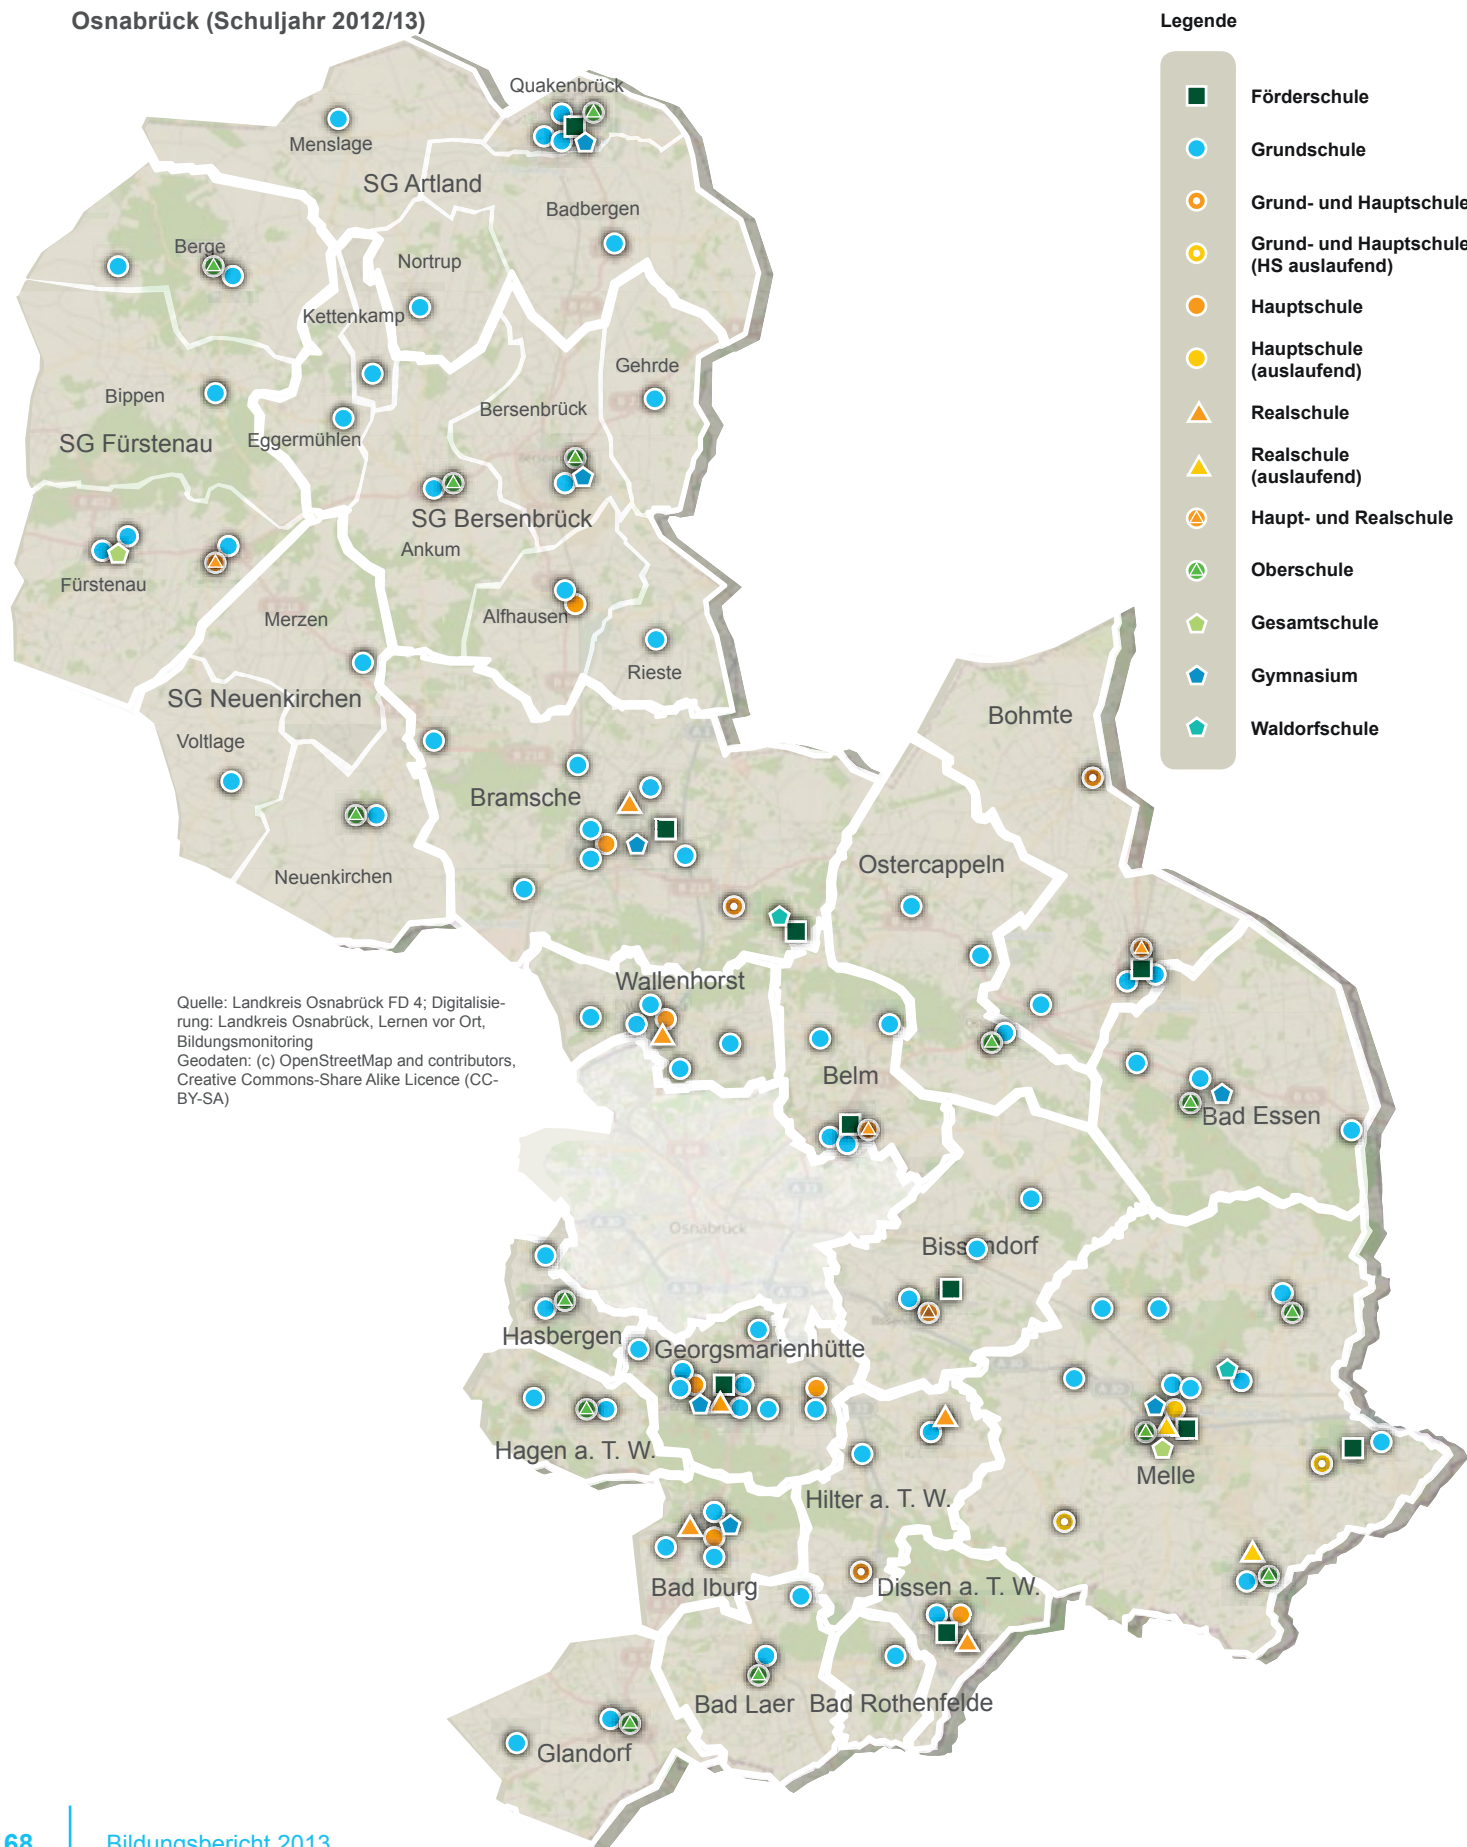 Osnabrück (Schuljahr 2012/13)
Legende
Förderschule
Grundschule
Grund- und Hauptschule
Grund- und Hauptschule
(HS auslaufend)
Hauptschule
Hauptschule
(auslaufend)
Realschule
Realschule
(auslaufend)
Haupt- und Realschule
Oberschule
Gesamtschule
Gymnasium
Waldorfschule
Quakenbrück
Menslage
SG Artland
Badbergen
Berge
Nortrup
Kettenkamp
Gehrde
Bippen
Bersenbrück
SG Fürstenau
Eggermühlen
SG Bersenbrück
Ankum
Fürstenau
Merzen
Alfhausen
Rieste
SG Neuenkirchen
Voltlage
Bohmte
Bramsche
Ostercappeln
Neuenkirchen
Wallenhorst
Quelle: Landkreis Osnabrück FD 4; Digitalisie-
rung: Landkreis Osnabrück, Lernen vor Ort,
Bildungsmonitoring
Geodaten: (c) OpenStreetMap and contributors,
Creative Commons-Share Alike Licence (CC-
BY-SA)
Belm
Bad Essen
Osnabrück
Bissendorf
Hasbergen
Georgsmarienhütte
Hagen a. T. W.
Melle
Hilter a. T. W.
Bad Iburg
Dissen a. T. W.
Bad Laer
Bad Rothenfelde
Glandorf
68
Bildungsbericht 2013